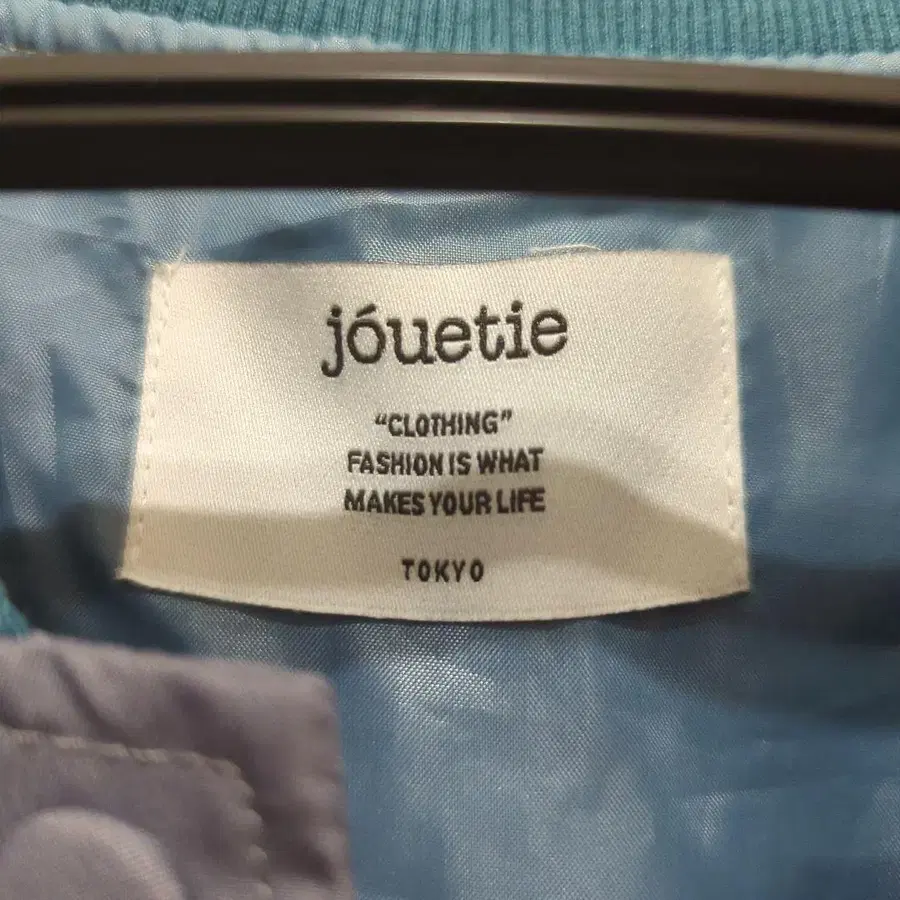 jóuetie
“CLOTHING”
FASHION IS WHAT
MAKES YOUR LIFE
TOKYO